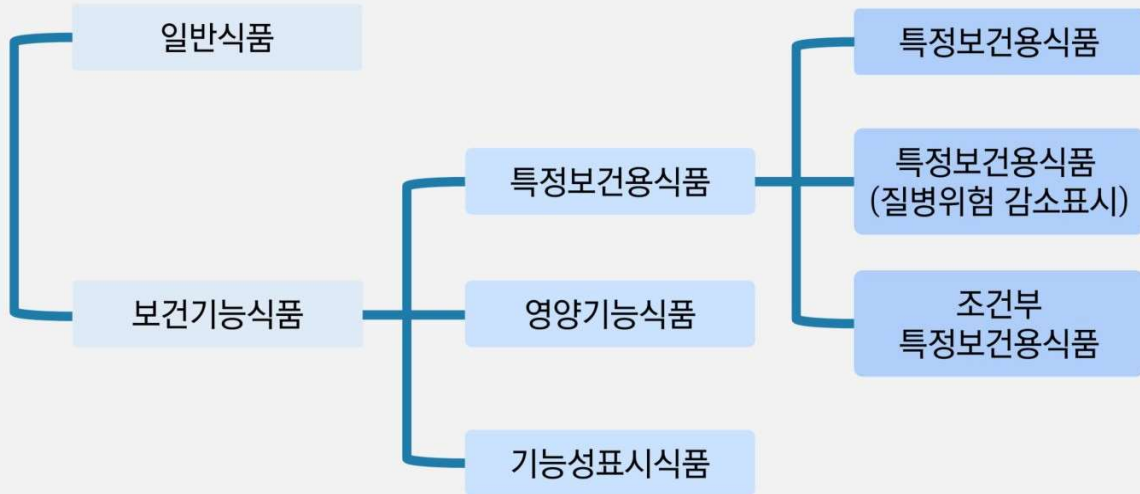 일반식품
보건기능식품
특정보건용식품
영양기능식품
기능성표시식품
특정보건용식품
특정보건용식품
(질병위험 감소표시)
조건부
특정보건용식품